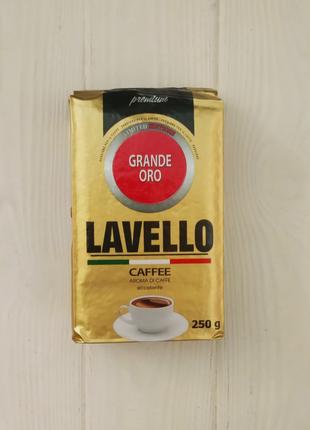 premium
GRANDE
ORO
LAVELLO
CAFFEE
AROMA DI CAFFE
250 g